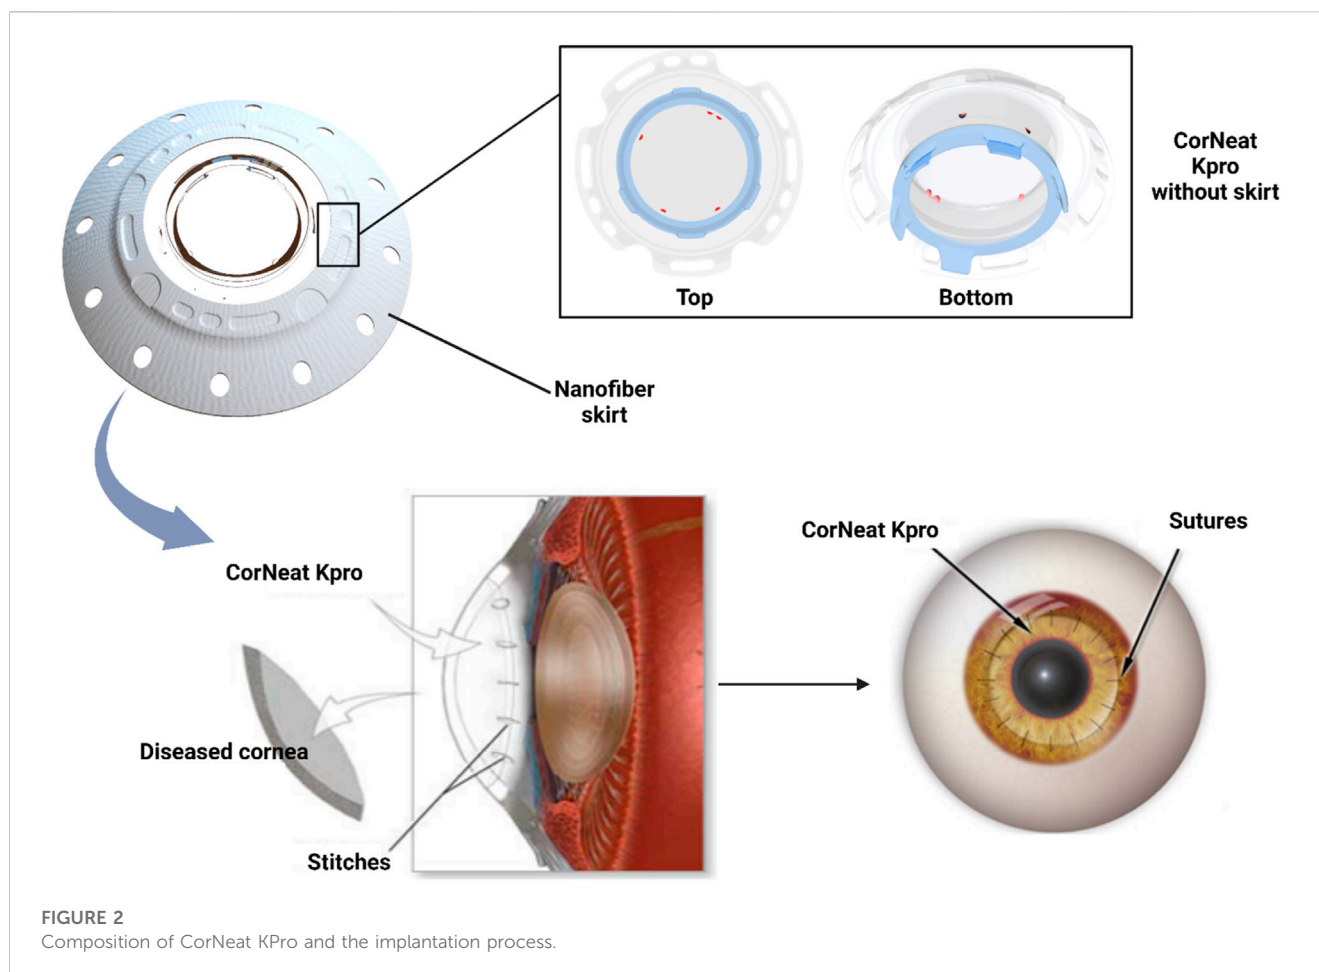 CorNeat
Kpro
without skirt
Top
Bottom
Nanofiber
skirt
CorNeat Kpro
Diseased cornea
Stitches
CorNeat Kpro
Sutures
FIGURE 2
Composition of CorNeat KPro and the implantation process.